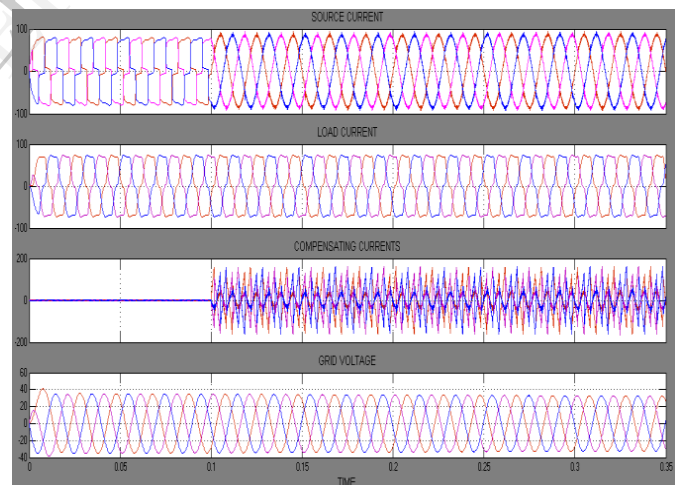 SOURCE CURRENT
100
0
-100
LOAD CURRENT
100
0
-100
COMPENSATING CURRENTS
200
0
-200
GRID VOLTAGE
60
40
20
0
-20
-40
0 0.05 0.1 0.15 0.2 0.25 0.3 0.35
TIME